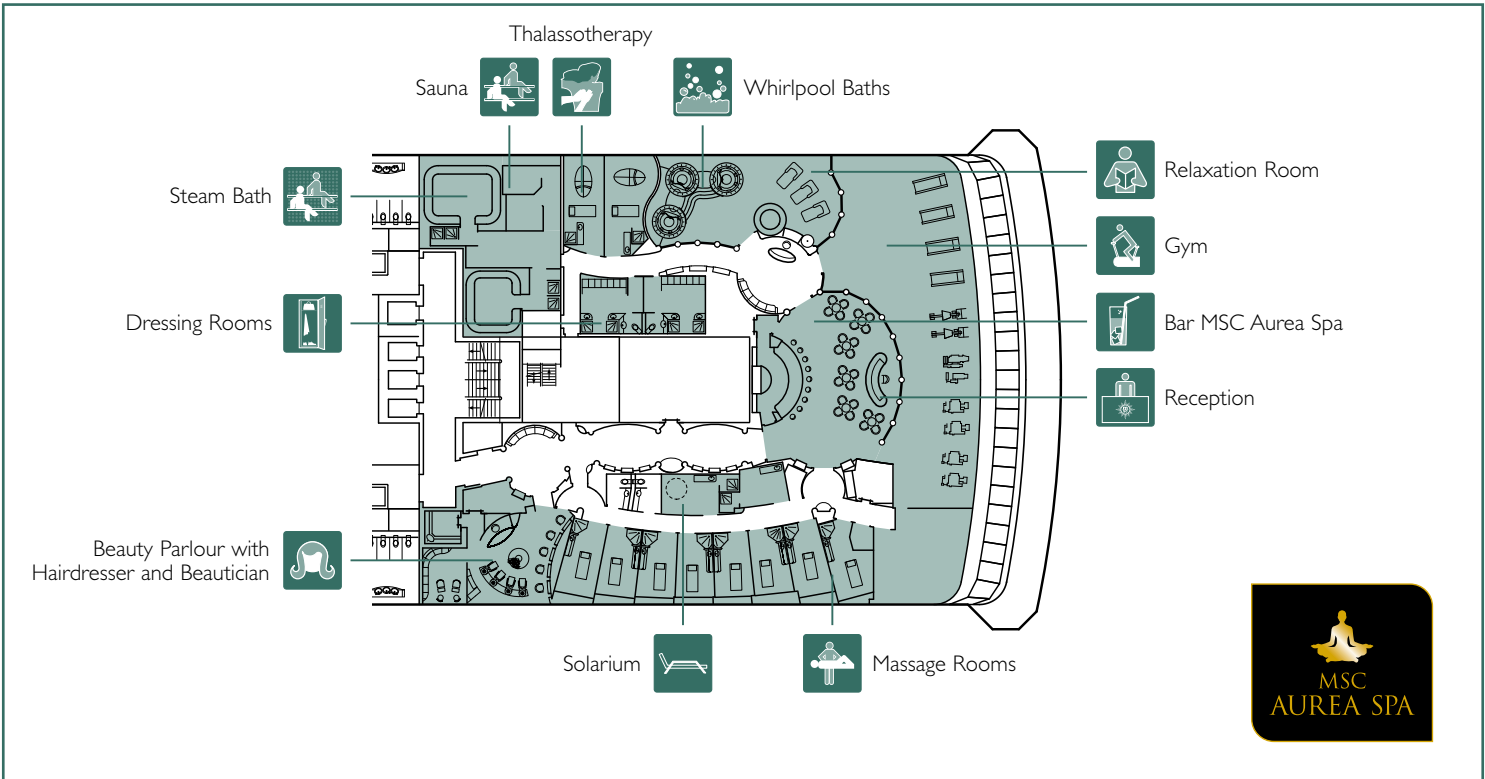 Thalassotherapy
Sauna
Whirlpool Baths
Steam Bath
Relaxation Room
Gym
Dressing Rooms
Bar MSC Aurea Spa
Reception
Beauty Parlour with
Hairdresser and Beautician
Solarium
Massage Rooms
MSC
AUREA SPA